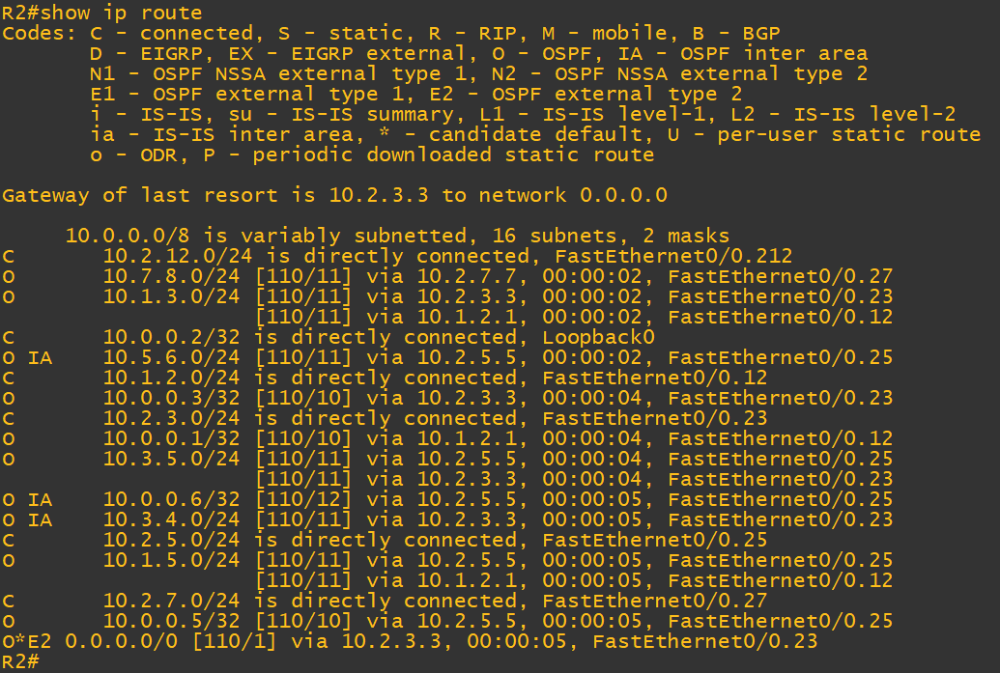 R2#show ip route
Codes: C - connected, S - static, R - RIP, M - mobile, B - BGP
       D - EIGRP, EX - EIGRP external, O - OSPF, IA - OSPF inter area
       N1 - OSPF NSSA external type 1, N2 - OSPF NSSA external type 2
       E1 - OSPF external type 1, E2 - OSPF external type 2
       i - IS-IS, su - IS-IS summary, L1 - IS-IS level-1, L2 - IS-IS level-2
       ia - IS-IS inter area, * - candidate default, U - per-user static route
       o - ODR, P - periodic downloaded static route

Gateway of last resort is 10.2.3.3 to network 0.0.0.0

     10.0.0.0/8 is variably subnetted, 16 subnets, 2 masks
C       10.2.12.0/24 is directly connected, FastEthernet0/0.212
O       10.7.8.0/24 [110/11] via 10.2.7.7, 00:00:02, FastEthernet0/0.27
O       10.1.3.0/24 [110/11] via 10.2.3.3, 00:00:02, FastEthernet0/0.23
                    [110/11] via 10.1.2.1, 00:00:02, FastEthernet0/0.12
C       10.0.0.2/32 is directly connected, Loopback0
O IA    10.5.6.0/24 [110/11] via 10.2.5.5, 00:00:02, FastEthernet0/0.25
C       10.1.2.0/24 is directly connected, FastEthernet0/0.12
O       10.0.0.3/32 [110/10] via 10.2.3.3, 00:00:04, FastEthernet0/0.23
C       10.2.3.0/24 is directly connected, FastEthernet0/0.23
O       10.0.0.1/32 [110/10] via 10.1.2.1, 00:00:04, FastEthernet0/0.12
O       10.3.5.0/24 [110/11] via 10.2.5.5, 00:00:04, FastEthernet0/0.25
                    [110/11] via 10.2.3.3, 00:00:04, FastEthernet0/0.23
O IA    10.0.0.6/32 [110/12] via 10.2.5.5, 00:00:05, FastEthernet0/0.25
O IA    10.3.4.0/24 [110/11] via 10.2.3.3, 00:00:05, FastEthernet0/0.23
C       10.2.5.0/24 is directly connected, FastEthernet0/0.25
O       10.1.5.0/24 [110/11] via 10.2.5.5, 00:00:05, FastEthernet0/0.25
                    [110/11] via 10.1.2.1, 00:00:05, FastEthernet0/0.12
C       10.2.7.0/24 is directly connected, FastEthernet0/0.27
O       10.0.0.5/32 [110/10] via 10.2.5.5, 00:00:05, FastEthernet0/0.25
O*E2 0.0.0.0/0 [110/1] via 10.2.3.3, 00:00:05, FastEthernet0/0.23
R2#